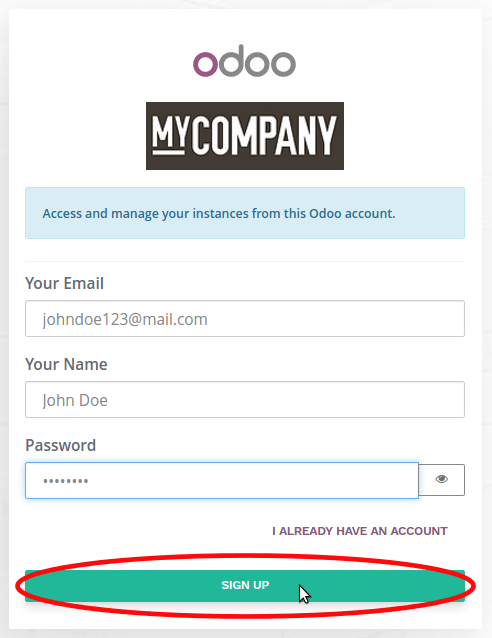 odoo
MYCOMPANY
Access and manage your instances from this Odoo account.
Your Email
johndoe123@mail.com
Your Name
John Doe
Password
••••••••
I ALREADY HAVE AN ACCOUNT
SIGN UP